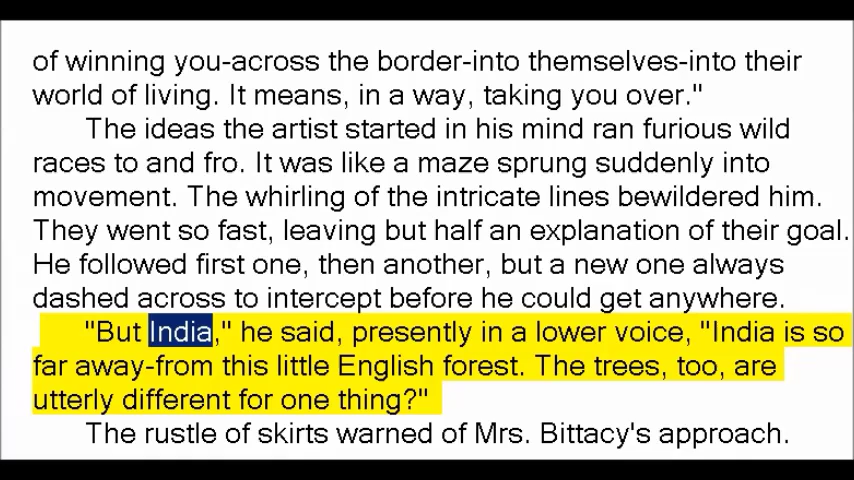 of winning you-across the border-into themselves-into their
world of living. It means, in a way, taking you over."
The ideas the artist started in his mind ran furious wild
races to and fro. It was like a maze sprung suddenly into
movement. The whirling of the intricate lines bewildered him.
They went so fast, leaving but half an explanation of their goal.
He followed first one, then another, but a new one always
dashed across to intercept before he could get anywhere.
"But India," he said, presently in a lower voice, "India is so
far away-from this little English forest. The trees, too, are
utterly different for one thing?"
The rustle of skirts warned of Mrs. Bittacy's approach.